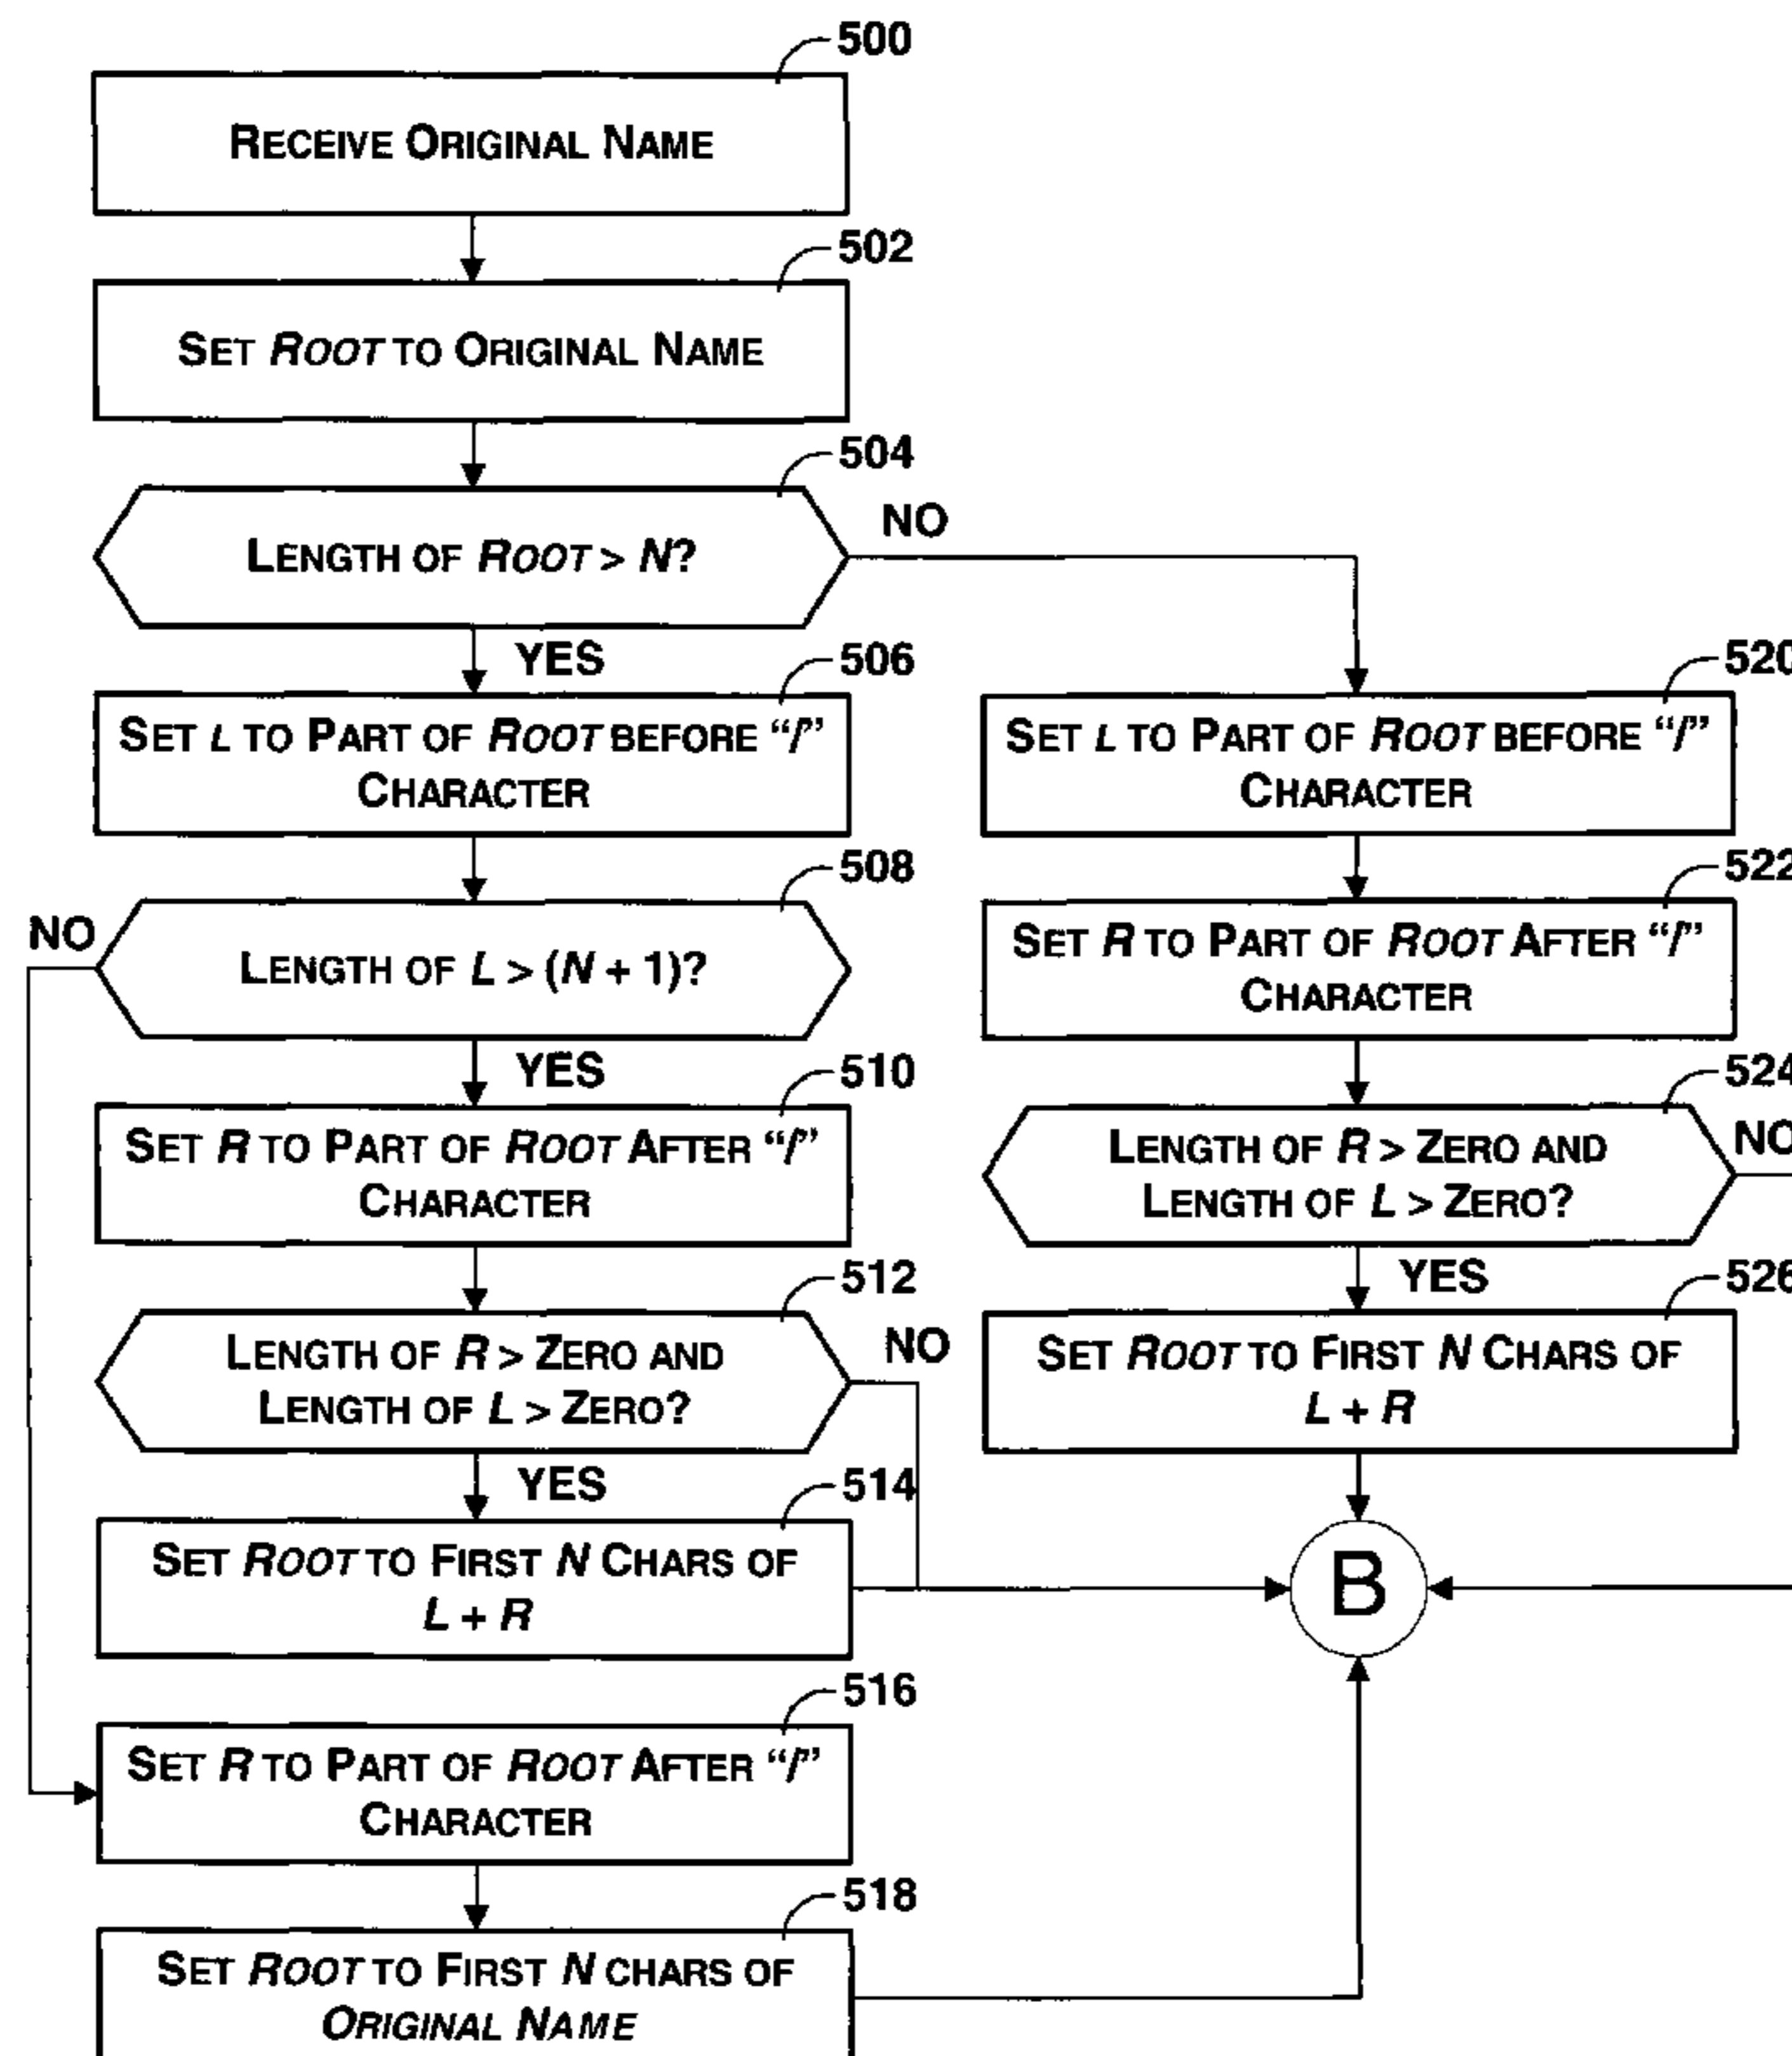 500
RECEIVE ORIGINAL NAME
502
SET ROOT TO ORIGINAL NAME
504
LENGTH OF ROOT > N?
NO
YES
506
SET L TO PART OF ROOT BEFORE “/”
CHARACTER
508
NO
LENGTH OF L > (N + 1)?
YES
510
SET R TO PART OF ROOT AFTER “/”
CHARACTER
512
LENGTH OF R > ZERO AND
LENGTH OF L > ZERO?
NO
YES
514
SET ROOT TO FIRST N CHARS OF
L + R
516
SET R TO PART OF ROOT AFTER “/”
CHARACTER
518
SET ROOT TO FIRST N CHARS OF
ORIGINAL NAME
520
SET L TO PART OF ROOT BEFORE “/”
CHARACTER
522
SET R TO PART OF ROOT AFTER “/”
CHARACTER
524
LENGTH OF R > ZERO AND
LENGTH OF L > ZERO?
NO
YES
526
SET ROOT TO FIRST N CHARS OF
L + R
B